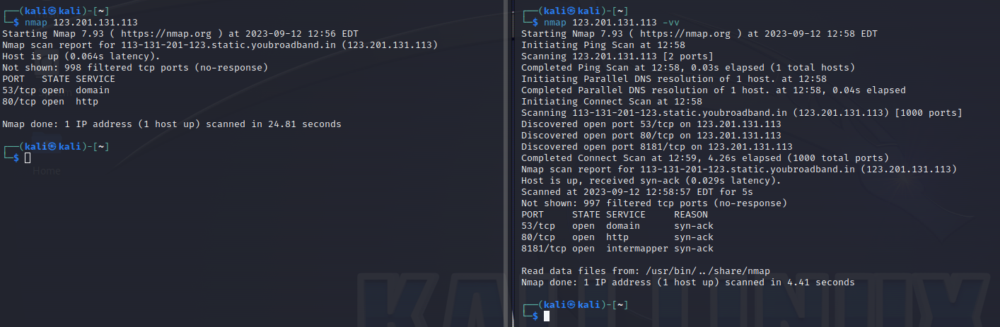 ┌──(kali㉿kali)-[~]
└─$ nmap 123.201.131.113
Starting Nmap 7.93 ( https://nmap.org ) at 2023-09-12 12:56 EDT
Nmap scan report for 113-131-201-123.static.youbroadband.in (123.201.131.113)
Host is up (0.064s latency).
Not shown: 998 filtered tcp ports (no-response)
PORT   STATE SERVICE
53/tcp open  domain
80/tcp open  http
Nmap done: 1 IP address (1 host up) scanned in 24.81 seconds
┌──(kali㉿kali)-[~]
└─$
Home
┌──(kali㉿kali)-[~]
└─$ nmap 123.201.131.113 -vv
Starting Nmap 7.93 ( https://nmap.org ) at 2023-09-12 12:58 EDT
Initiating Ping Scan at 12:58
Scanning 123.201.131.113 [2 ports]
Completed Ping Scan at 12:58, 0.03s elapsed (1 total hosts)
Initiating Parallel DNS resolution of 1 host. at 12:58
Completed Parallel DNS resolution of 1 host. at 12:58, 0.04s elapsed
Initiating Connect Scan at 12:58
Scanning 113-131-201-123.static.youbroadband.in (123.201.131.113) [1000 ports]
Discovered open port 53/tcp on 123.201.131.113
Discovered open port 80/tcp on 123.201.131.113
Discovered open port 8181/tcp on 123.201.131.113
Completed Connect Scan at 12:59, 4.26s elapsed (1000 total ports)
Nmap scan report for 113-131-201-123.static.youbroadband.in (123.201.131.113)
Host is up, received syn-ack (0.029s latency).
Scanned at 2023-09-12 12:58:57 EDT for 5s
Not shown: 997 filtered tcp ports (no-response)
PORT     STATE SERVICE     REASON
53/tcp   open  domain      syn-ack
80/tcp   open  http        syn-ack
8181/tcp open  intermapper syn-ack
Read data files from: /usr/bin/../share/nmap
Nmap done: 1 IP address (1 host up) scanned in 4.41 seconds
┌──(kali㉿kali)-[~]
└─$
KALI LINUX